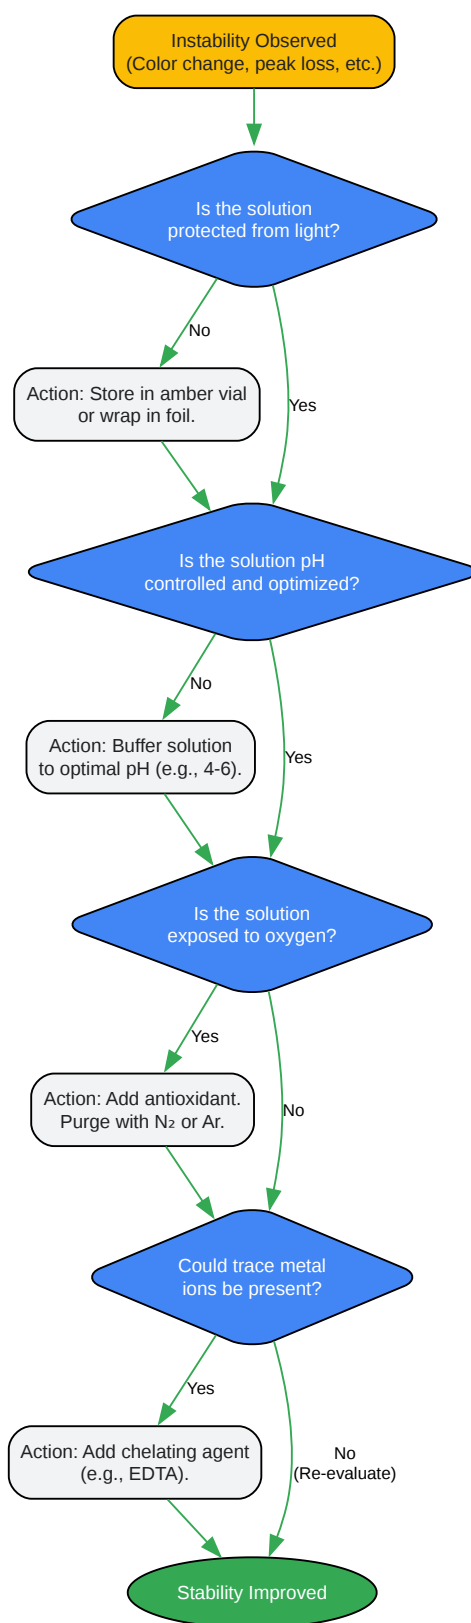 Instability Observed
(Color change, peak loss, etc.)
Is the solution
protected from light?
No
Action: Store in amber vial
or wrap in foil.
Yes
Is the solution pH
controlled and optimized?
No
Action: Buffer solution
to optimal pH (e.g., 4-6).
Yes
Is the solution
exposed to oxygen?
Yes
Action: Add antioxidant.
Purge with N₂ or Ar.
No
Could trace metal
ions be present?
Yes
Action: Add chelating agent
(e.g., EDTA).
No
(Re-evaluate)
Stability Improved